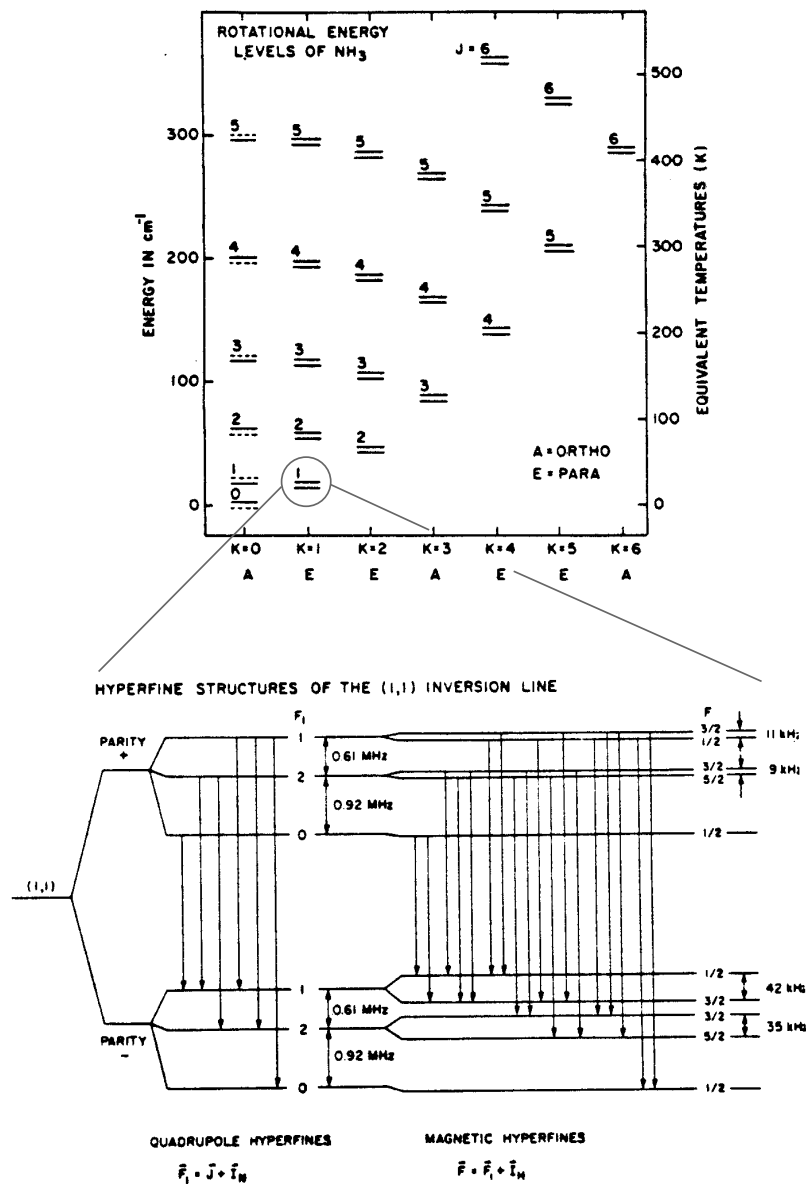 ROTATIONAL ENERGY
LEVELS OF NH3
J = 6
6
6
5
5
5
5
5
5
4
4
4
4
4
3
3
3
3
2
2
2
1
1
0
300
200
100
0
ENERGY IN cm-1
500
400
300
200
100
0
EQUIVALENT TEMPERATURES (K)
A = ORTHO
E = PARA
K=0 K=1 K=2 K=3 K=4 K=5 K=6
A E E A E E A
HYPERFINE STRUCTURES OF THE (1,1) INVERSION LINE
F1
F
PARITY
+
1
0.61 MHz
2
0.92 MHz
0
3/2
1/2
11 kHz
3/2
5/2
9 kHz
1/2
(1,1)
PARITY
-
1
0.61 MHz
2
0.92 MHz
0
1/2
3/2
42 kHz
3/2
5/2
35 kHz
1/2
QUADRUPOLE HYPERFINES
MAGNETIC HYPERFINES
F⃗1 = J⃗ + I⃗N
F⃗ = F⃗1 + I⃗H